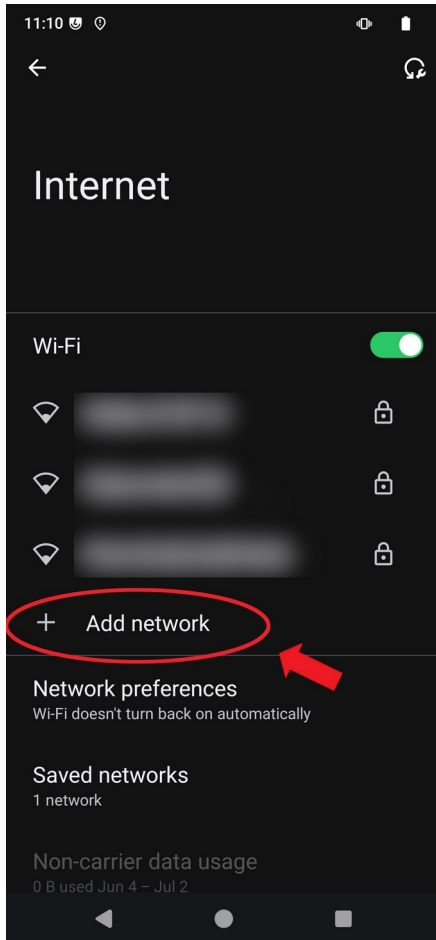 11:10
Internet
Wi-Fi
Add network
Network preferences
Wi-Fi doesn't turn back on automatically
Saved networks
1 network
Non-carrier data usage
0 B used Jun 4 – Jul 2